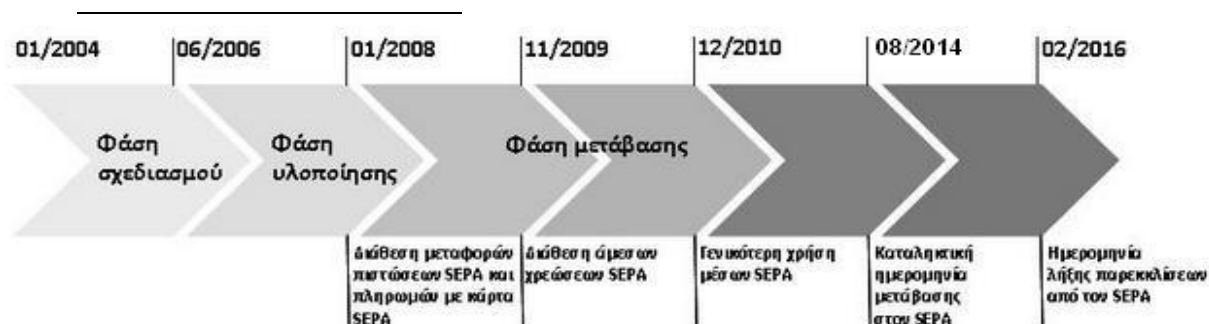 01/2004 06/2006 01/2008 11/2009 12/2010 08/2014 02/2016
Φάση
σχεδιασμού
Φάση
υλοποίησης
Φάση μετάβασης
Διάθεση μεταφορών
πιστώσεων SEPA και
πληρωμών με κάρτα
SEPA
Διάθεση άμεσων
χρεώσεων SEPA
Γενικότερη χρήση
μέσων SEPA
Καταληκτική
ημερομηνία
μετάβασης
στον SEPA
Ημερομηνία
λήξης παρεκκλίσεων
από τον SEPA